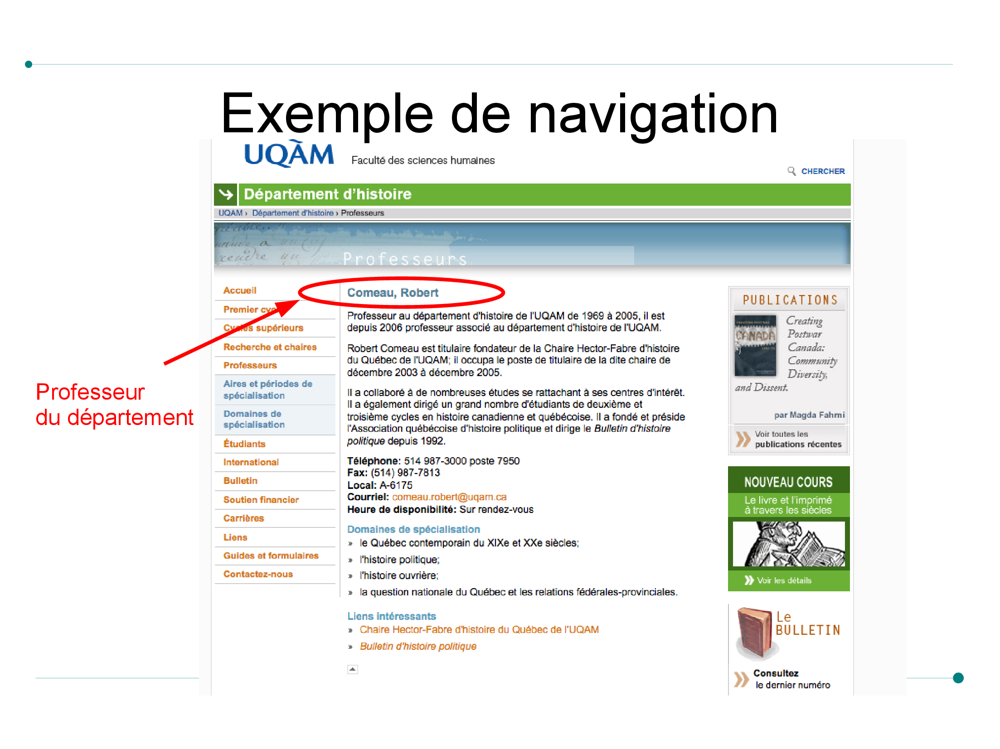 Exemple de navigation
UQÀM Faculté des sciences humaines
CHERCHER
Département d'histoire
UQAM › Département d'histoire › Professeurs
Professeurs
Accueil
Premier cyc
Cycles supérieurs
Recherche et chaires
Professeurs
Aires et périodes de
spécialisation
Domaines de
spécialisation
Étudiants
International
Bulletin
Soutien financier
Carrières
Liens
Guides et formulaires
Contactez-nous
Professeur
du département
Comeau, Robert
Professeur au département d'histoire de l'UQAM de 1969 à 2005, il est
depuis 2006 professeur associé au département d'histoire de l'UQAM.
Robert Comeau est titulaire fondateur de la Chaire Hector-Fabre d'histoire
du Québec de l'UQAM; il occupa le poste de titulaire de la dite chaire de
décembre 2003 à décembre 2005.
Il a collaboré à de nombreuses études se rattachant à ses centres d'intérêt.
Il a également dirigé un grand nombre d'étudiants de deuxième et
troisième cycles en histoire canadienne et québécoise. Il a fondé et préside
l'Association québécoise d'histoire politique et dirige le Bulletin d'histoire
politique depuis 1992.
Téléphone: 514 987-3000 poste 7950
Fax: (514) 987-7813
Local: A-6175
Courriel: comeau.robert@uqam.ca
Heure de disponibilité: Sur rendez-vous
Domaines de spécialisation
» le Québec contemporain du XIXe et XXe siècles;
» l'histoire politique;
» l'histoire ouvrière;
» la question nationale du Québec et les relations fédérales-provinciales.
Liens intéressants
» Chaire Hector-Fabre d'histoire du Québec de l'UQAM
» Bulletin d'histoire politique
PUBLICATIONS
CANADA
Creating
Postwar
Canada:
Community
Diversity,
and Dissent.
par Magda Fahrni
Voir toutes les
publications récentes
NOUVEAU COURS
Le livre et l'imprimé
à travers les siècles
Voir les détails
Le
BULLETIN
Consultez
le dernier numéro